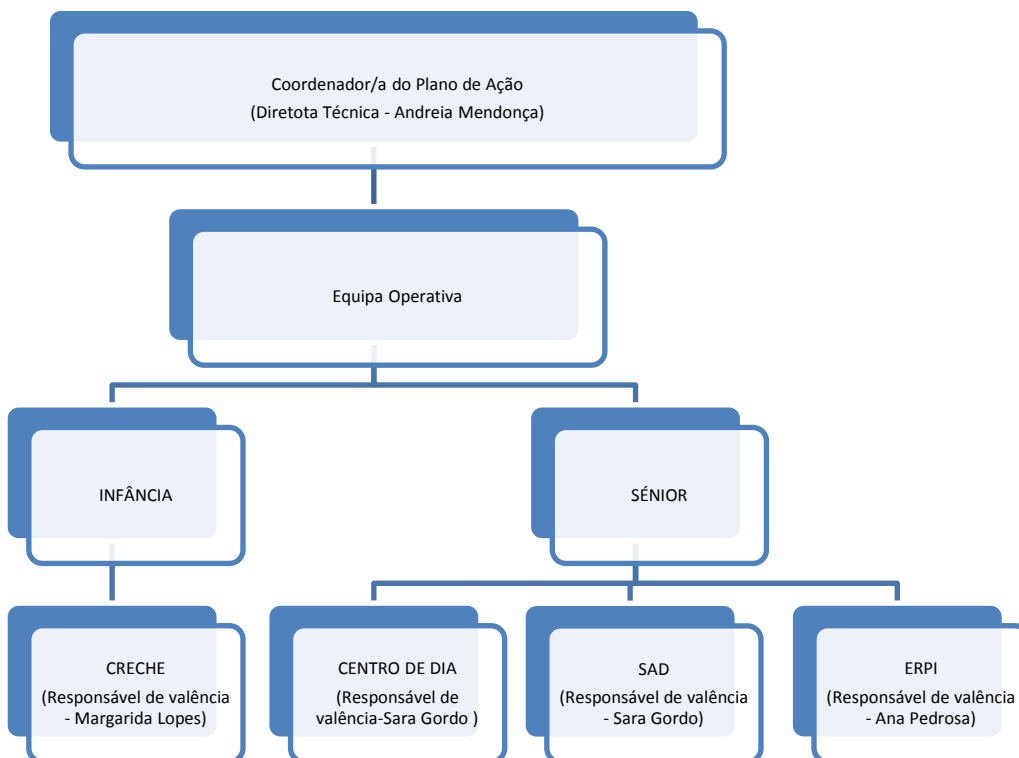 Coordenador/a do Plano de Ação
(Diretota Técnica - Andreia Mendonça)
Equipa Operativa
INFÂNCIA
SÉNIOR
CRECHE
(Responsável de valência
- Margarida Lopes)
CENTRO DE DIA
(Responsável de
valência-Sara Gordo )
SAD
(Responsável de valência
- Sara Gordo)
ERPI
(Responsável de valência
- Ana Pedrosa)